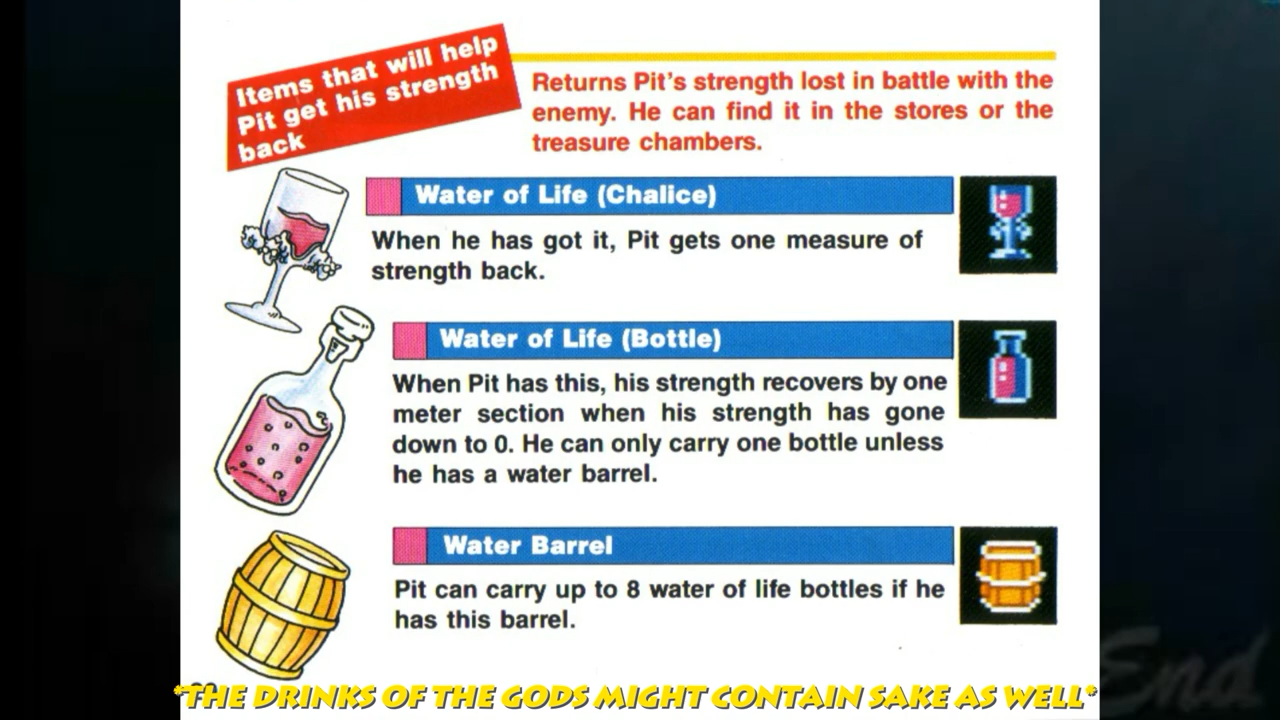 Items that will help
Pit get his strength
back
Returns Pit's strength lost in battle with the
enemy. He can find it in the stores or the
treasure chambers.
Water of Life (Chalice)
When he has got it, Pit gets one measure of
strength back.
Water of Life (Bottle)
When Pit has this, his strength recovers by one
meter section when his strength has gone
down to 0. He can only carry one bottle unless
he has a water barrel.
Water Barrel
Pit can carry up to 8 water of life bottles if he
has this barrel.
*THE DRINKS OF THE GODS MIGHT CONTAIN SAKE AS WELL*
End